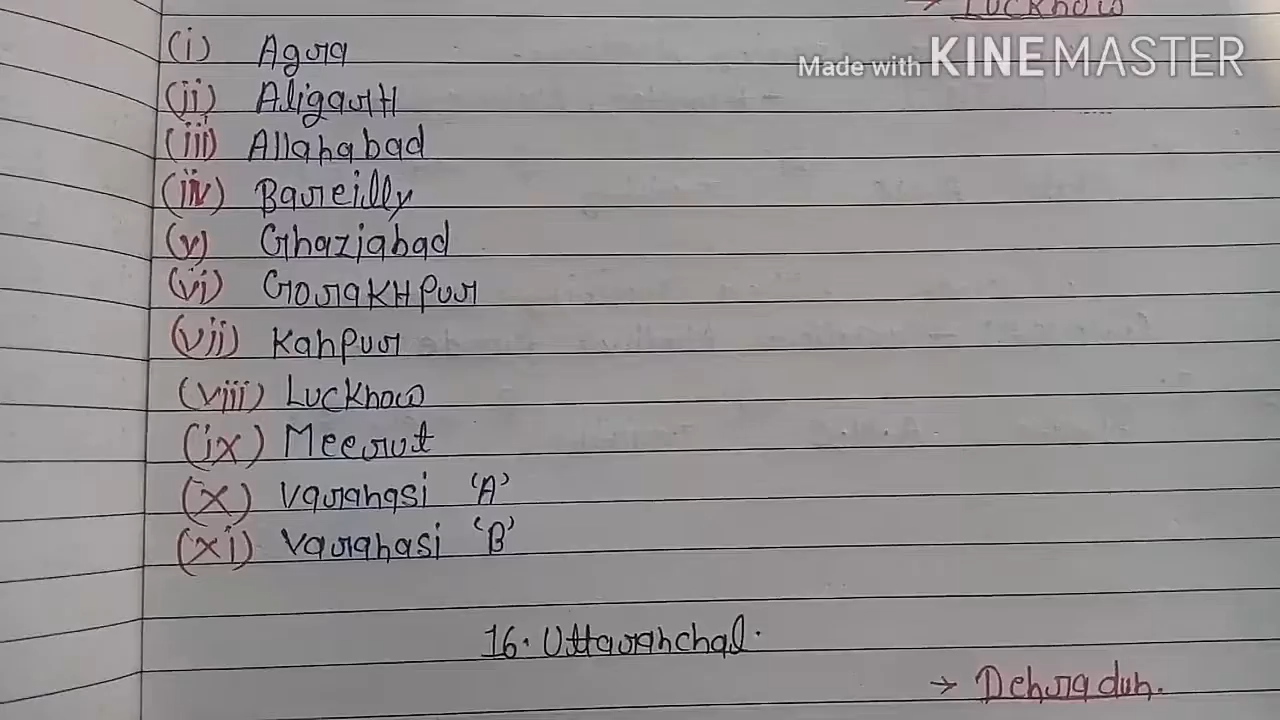 → Lucknow
Made with KINEMASTER
(i) Agra
(ii) AligarH
(iii) Allahabad
(iv) Bareilly
(v) Ghaziabad
(vi) GorakHpur
(vii) Kanpur
(viii) Lucknow
(ix) Meerut
(x) Varanasi 'A'
(xi) Varanasi 'B'
16. Uttaranchal.
→ Dehradun.